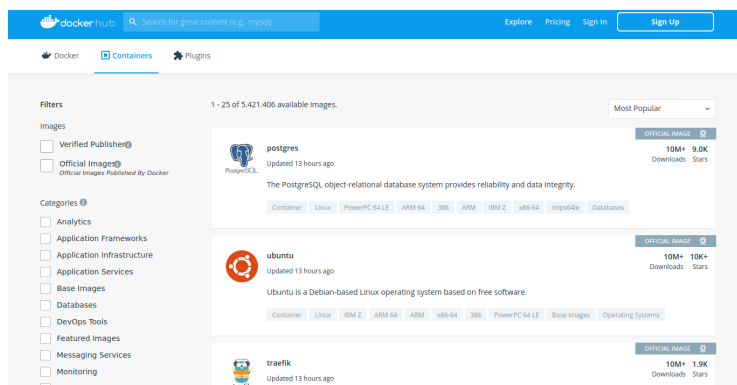 dockerhub
Search for great content (e.g., mysql)
Explore Pricing Sign In Sign Up
Docker Containers Plugins
Filters
1 - 25 of 5.421.406 available images.
Most Popular
Images
Verified Publisher
Official Images
Official Images Published By Docker
Categories
Analytics
Application Frameworks
Application Infrastructure
Application Services
Base Images
Databases
DevOps Tools
Featured Images
Messaging Services
Monitoring
OFFICIAL IMAGE
PostgreSQL
postgres
Updated 13 hours ago
10M+ 9.0K
Downloads Stars
The PostgreSQL object-relational database system provides reliability and data integrity.
Container Linux PowerPC 64 LE ARM 64 386 ARM IBM Z x86-64 mips64le Databases
OFFICIAL IMAGE
ubuntu
Updated 13 hours ago
10M+ 10K+
Downloads Stars
Ubuntu is a Debian-based Linux operating system based on free software.
Container Linux IBM Z ARM 64 ARM x86-64 386 PowerPC 64 LE Base Images Operating Systems
OFFICIAL IMAGE
traefik
Updated 13 hours ago
10M+ 1.9K
Downloads Stars